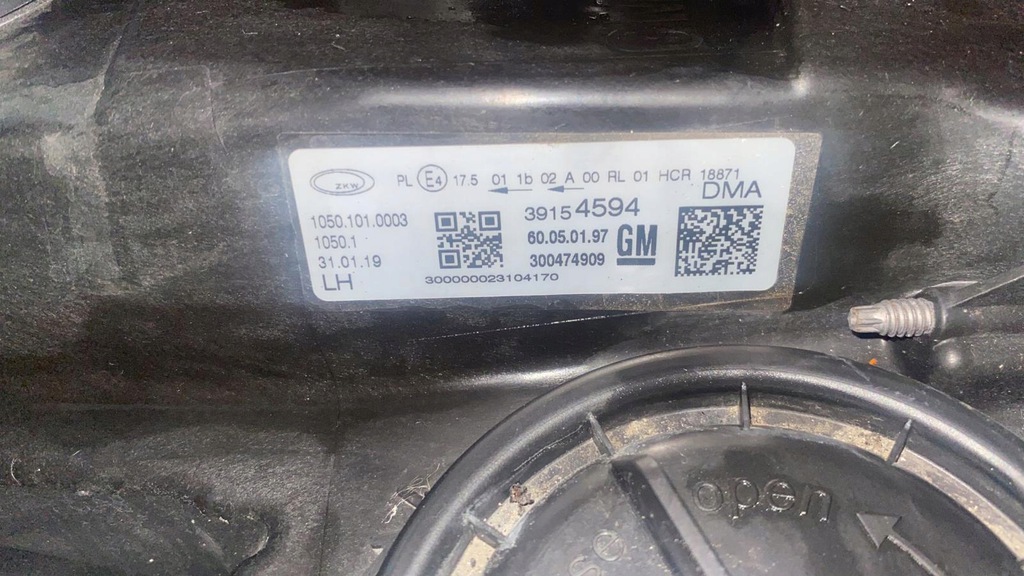 ZKW PL E4 17.5 01 1b 02 A 00 RL 01 HCR 18871
DMA
1050.101.0003
1050.1
31.01.19
LH
39154594
60.05.01.97
300474909
GM
300000023104170
open